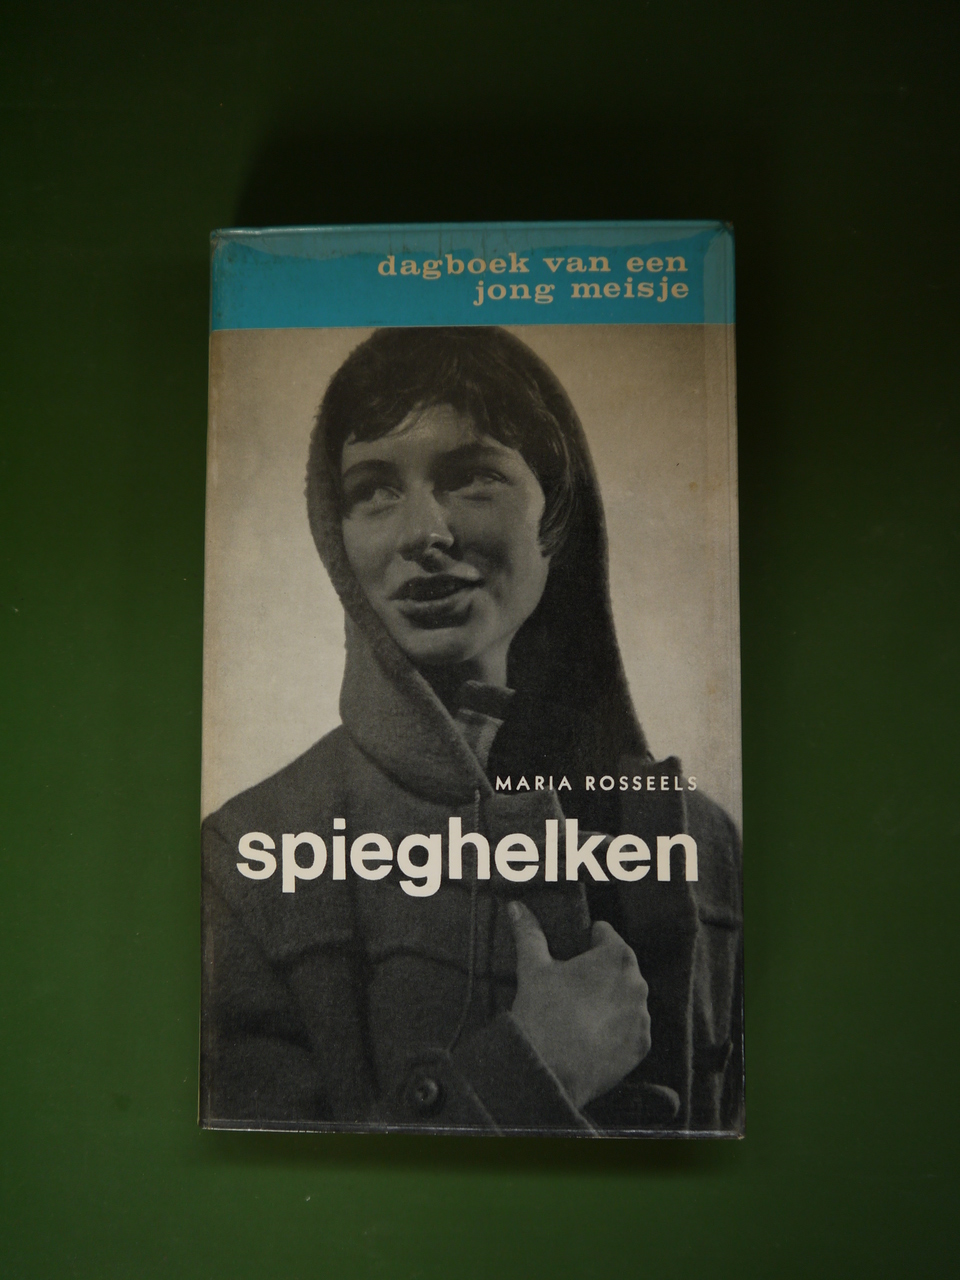 dagboek van een
jong meisje
MARIA ROSSEELS
spieghelken